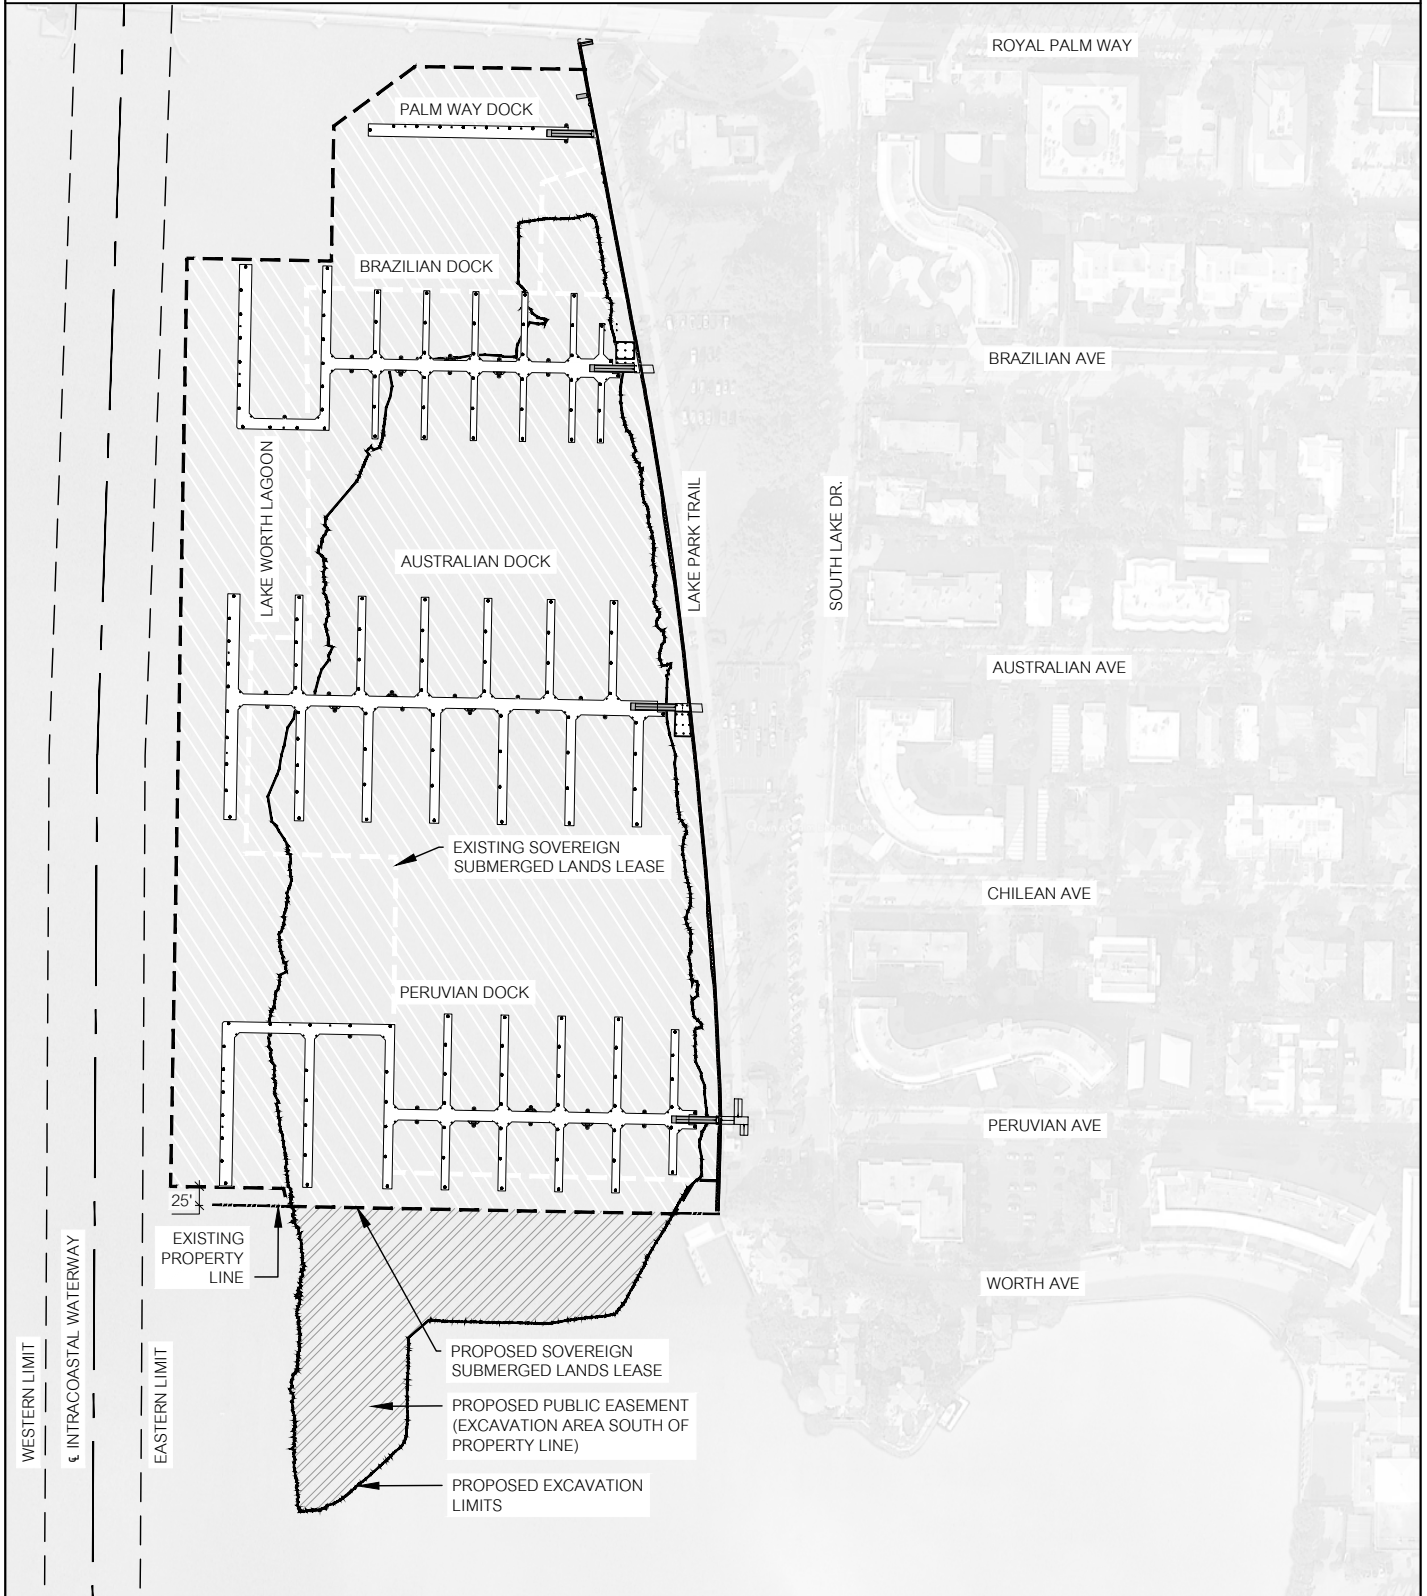 ROYAL PALM WAY
PALM WAY DOCK
BRAZILIAN DOCK
BRAZILIAN AVE
LAKE WORTH LAGOON
AUSTRALIAN DOCK
LAKE PARK TRAIL
SOUTH LAKE DR.
AUSTRALIAN AVE
EXISTING SOVEREIGN
SUBMERGED LANDS LEASE
CHILEAN AVE
PERUVIAN DOCK
PERUVIAN AVE
25'
EXISTING
PROPERTY
LINE
WORTH AVE
WESTERN LIMIT
℄ INTRACOASTAL WATERWAY
EASTERN LIMIT
PROPOSED SOVEREIGN
SUBMERGED LANDS LEASE
PROPOSED PUBLIC EASEMENT
(EXCAVATION AREA SOUTH OF
PROPERTY LINE)
PROPOSED EXCAVATION
LIMITS